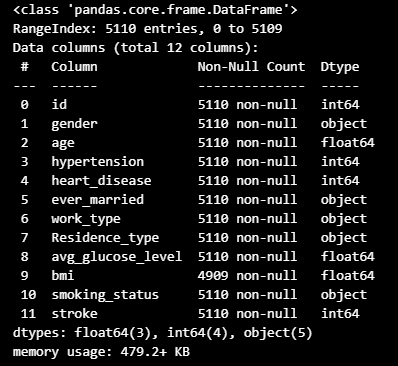 <class 'pandas.core.frame.DataFrame'>
RangeIndex: 5110 entries, 0 to 5109
Data columns (total 12 columns):
 #   Column             Non-Null Count  Dtype
---  ------             --------------  -----
 0   id                 5110 non-null   int64
 1   gender             5110 non-null   object
 2   age                5110 non-null   float64
 3   hypertension       5110 non-null   int64
 4   heart_disease      5110 non-null   int64
 5   ever_married       5110 non-null   object
 6   work_type          5110 non-null   object
 7   Residence_type     5110 non-null   object
 8   avg_glucose_level  5110 non-null   float64
 9   bmi                4909 non-null   float64
 10  smoking_status     5110 non-null   object
 11  stroke             5110 non-null   int64
dtypes: float64(3), int64(4), object(5)
memory usage: 479.2+ KB